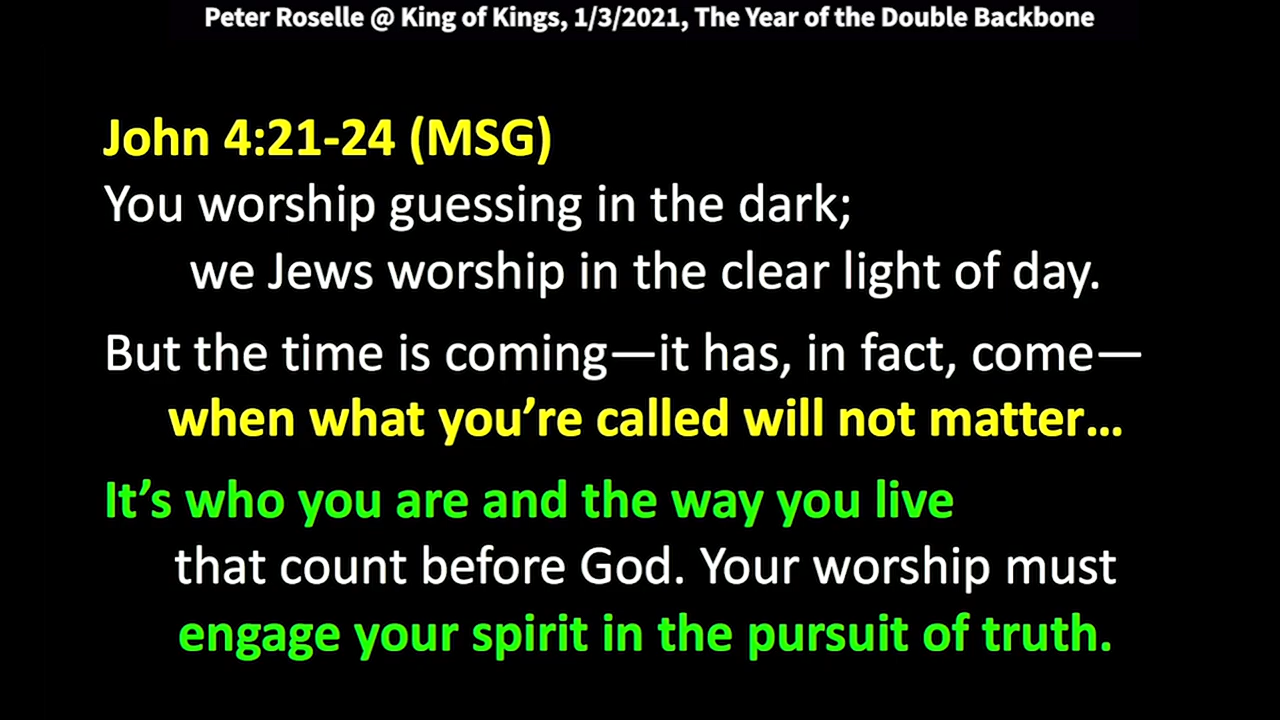 Peter Roselle @ King of Kings, 1/3/2021, The Year of the Double Backbone
John 4:21-24 (MSG)
You worship guessing in the dark;
we Jews worship in the clear light of day.
But the time is coming—it has, in fact, come—
when what you’re called will not matter…
It’s who you are and the way you live
that count before God. Your worship must
engage your spirit in the pursuit of truth.